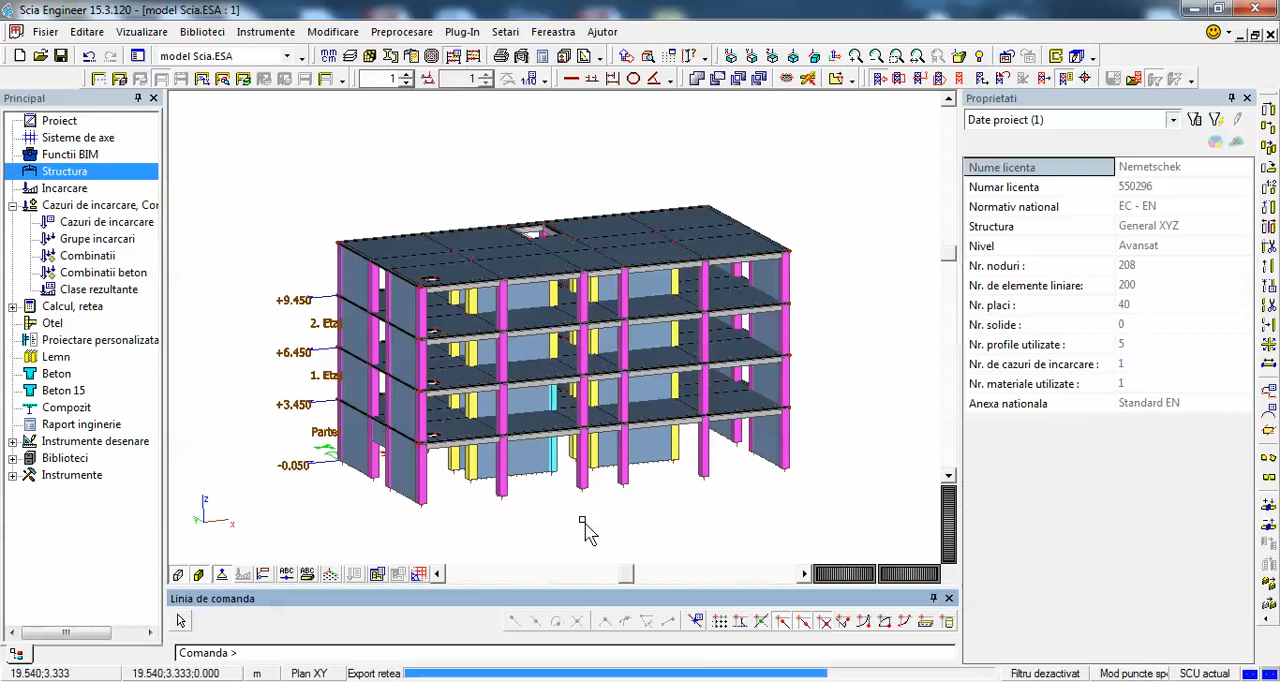 Scia Engineer 15.3.120 - [model Scia.ESA : 1]
Fisier Editare Vizualizare Biblioteci Instrumente Modificare Preprocesare Plug-In Setari Fereastra Ajutor
model Scia.ESA
1 1
Principal
Proiect
Sisteme de axe
Functii BIM
Structura
Incarcare
Cazuri de incarcare, Cor
Cazuri de incarcare
Grupe incarcari
Combinatii
Combinatii beton
Clase rezultante
Calcul, retea
Otel
Proiectare personalizata
Lemn
Beton
Beton 15
Compozit
Raport inginerie
Instrumente desenare
Biblioteci
Instrumente
+9.450
2. Etaj
+6.450
1. Etaj
+3.450
Parte
-0.050
z
Y x
ABC ABC
Linia de comanda
Comanda >
Proprietati
Date proiect (1)
Nume licenta Nemetschek
Numar licenta 550296
Normativ national EC - EN
Structura General XYZ
Nivel Avansat
Nr. noduri : 208
Nr. de elemente liniare: 200
Nr. placi : 40
Nr. solide : 0
Nr. profile utilizate : 5
Nr. de cazuri de incarcare : 1
Nr. materiale utilizate : 1
Anexa nationala Standard EN
19.540;3.333 19.540;3.333;0.000 m Plan XY Export retea Filtru dezactivat Mod puncte sp SCU actual